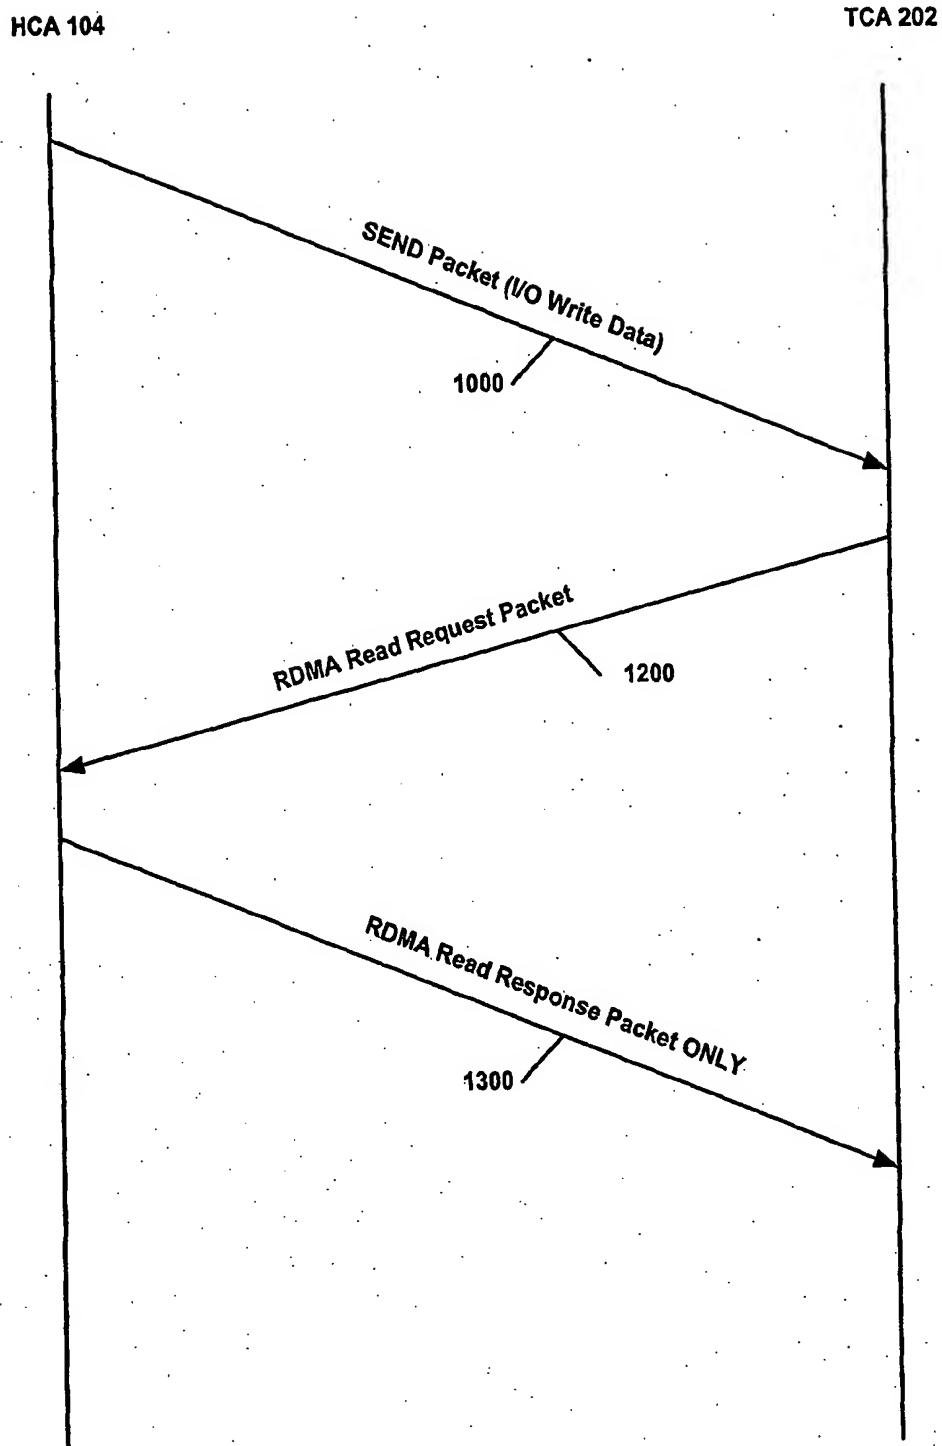 HCA 104
TCA 202
SEND Packet (I/O Write Data)
1000
RDMA Read Request Packet
1200
RDMA Read Response Packet ONLY
1300